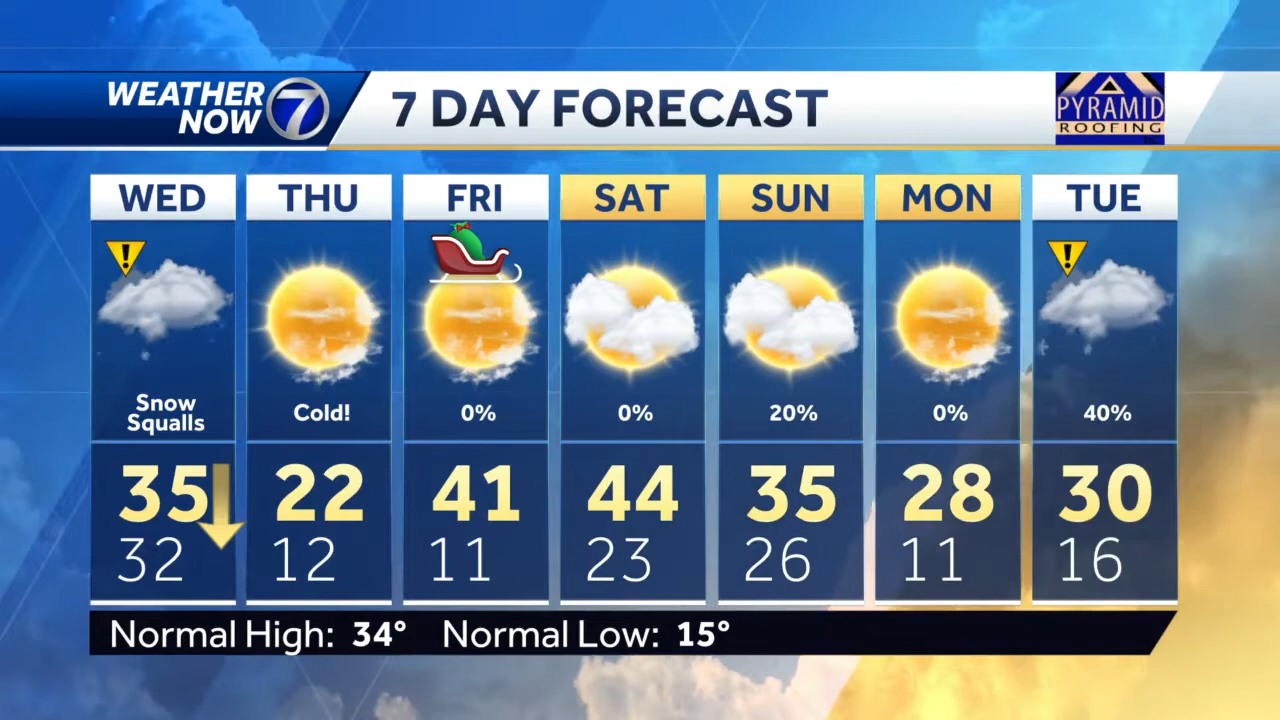 WEATHER
NOW 7
7 DAY FORECAST
PYRAMID
ROOFING
WED THU FRI SAT SUN MON TUE
! !
Snow
Squalls Cold! 0% 0% 20% 0% 40%
35 22 41 44 35 28 30
32 12 11 23 26 11 16
Normal High: 34° Normal Low: 15°